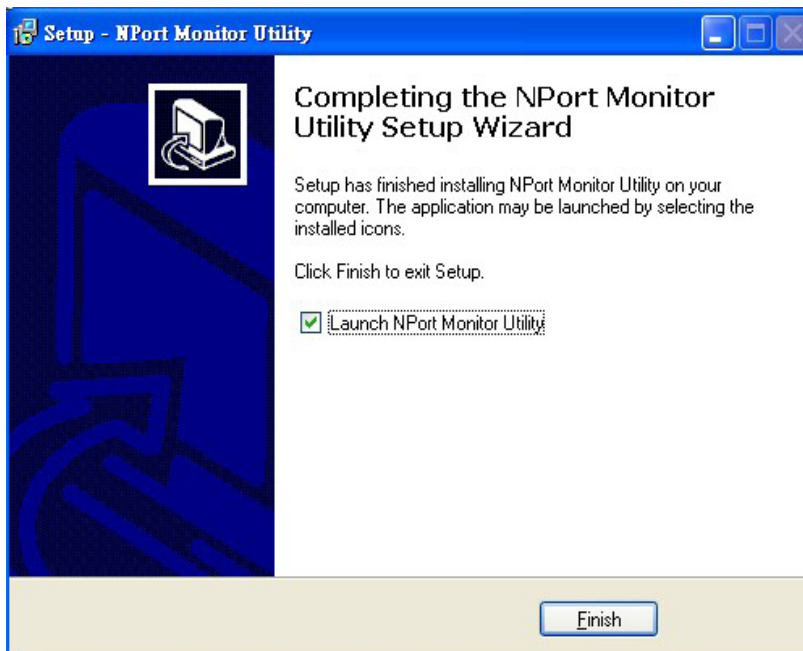 Setup - NPort Monitor Utility
Completing the NPort Monitor
Utility Setup Wizard
Setup has finished installing NPort Monitor Utility on your
computer. The application may be launched by selecting the
installed icons.
Click Finish to exit Setup.
Launch NPort Monitor Utility
Finish